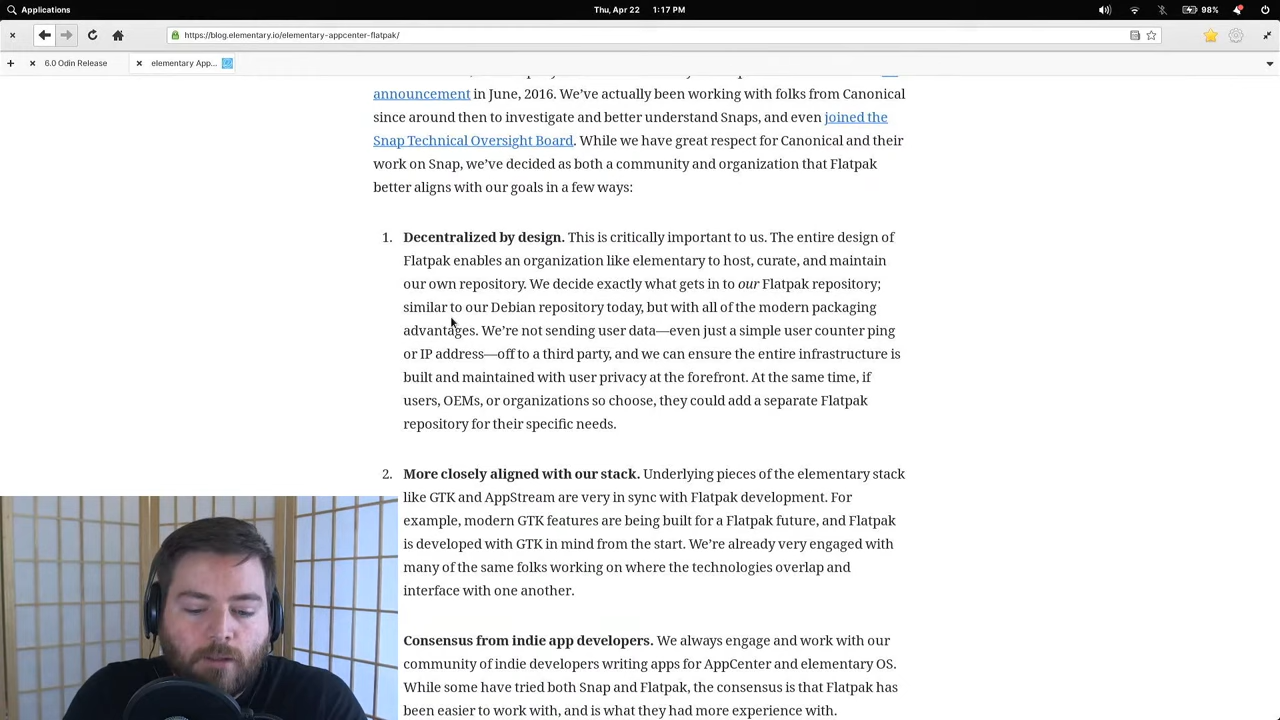 Applications
Thu, Apr 22 1:17 PM
98%
https://blog.elementary.io/elementary-appcenter-flatpak/
6.0 Odin Release
elementary App...
announcement in June, 2016. We’ve actually been working with folks from Canonical
since around then to investigate and better understand Snaps, and even joined the
Snap Technical Oversight Board. While we have great respect for Canonical and their
work on Snap, we’ve decided as both a community and organization that Flatpak
better aligns with our goals in a few ways:
1. Decentralized by design. This is critically important to us. The entire design of
Flatpak enables an organization like elementary to host, curate, and maintain
our own repository. We decide exactly what gets in to our Flatpak repository;
similar to our Debian repository today, but with all of the modern packaging
advantages. We’re not sending user data—even just a simple user counter ping
or IP address—off to a third party, and we can ensure the entire infrastructure is
built and maintained with user privacy at the forefront. At the same time, if
users, OEMs, or organizations so choose, they could add a separate Flatpak
repository for their specific needs.
2. More closely aligned with our stack. Underlying pieces of the elementary stack
like GTK and AppStream are very in sync with Flatpak development. For
example, modern GTK features are being built for a Flatpak future, and Flatpak
is developed with GTK in mind from the start. We’re already very engaged with
many of the same folks working on where the technologies overlap and
interface with one another.
Consensus from indie app developers. We always engage and work with our
community of indie developers writing apps for AppCenter and elementary OS.
While some have tried both Snap and Flatpak, the consensus is that Flatpak has
been easier to work with, and is what they had more experience with.